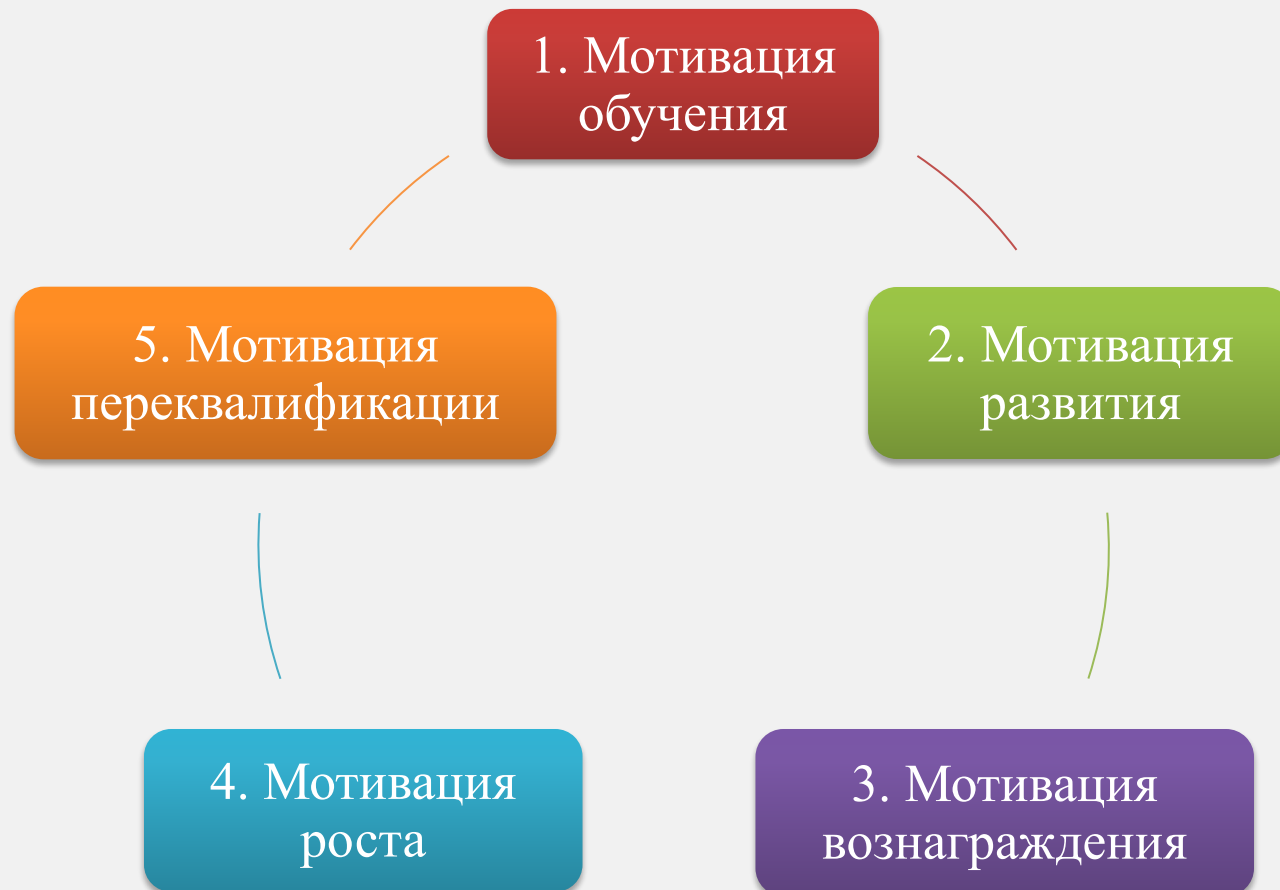 1. Мотивация
обучения
2. Мотивация
развития
3. Мотивация
вознаграждения
4. Мотивация
роста
5. Мотивация
переквалификации